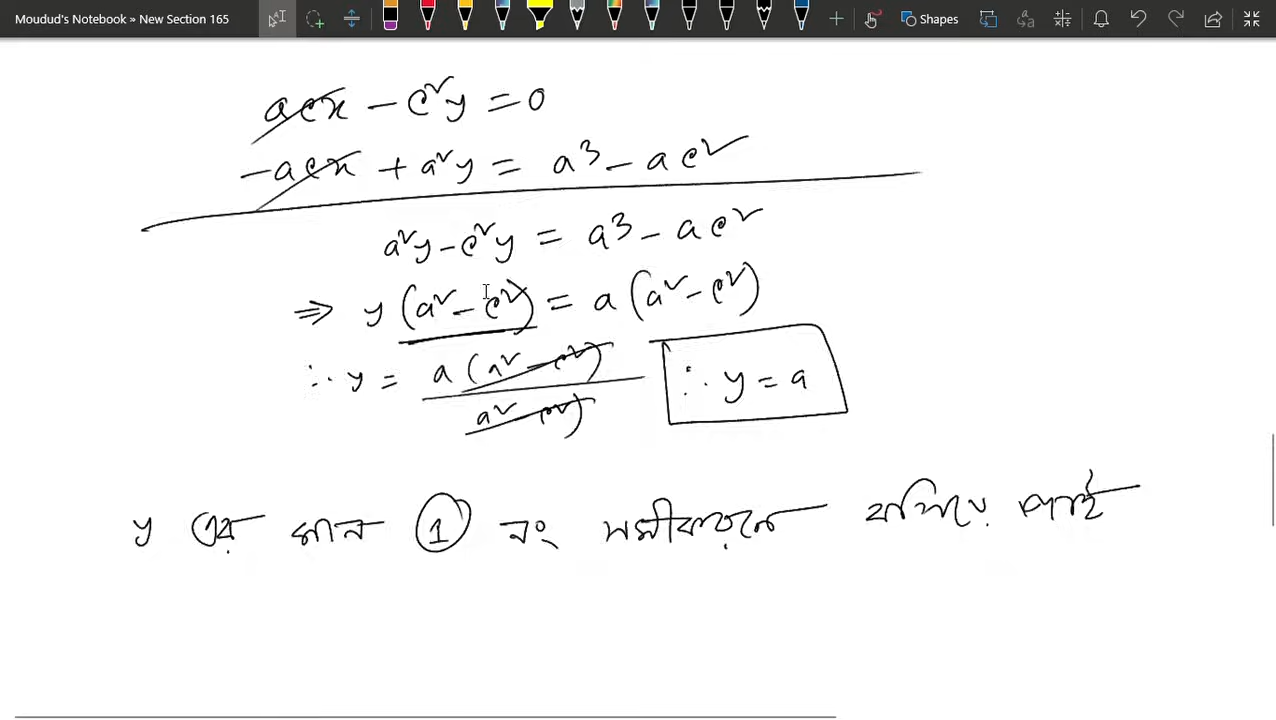 Moudud's Notebook » New Section 165
Shapes
acx - c²y = 0
-acx + a²y = a³ - ac²
a²y - c²y = a³ - ac²
⇒ y (a² - c²) = a (a² - c²)
∴ y = a (a² - c²) / a² - c²
∴ y = a
y এর মান ① নং সমীকরনে বসিয়ে পাই